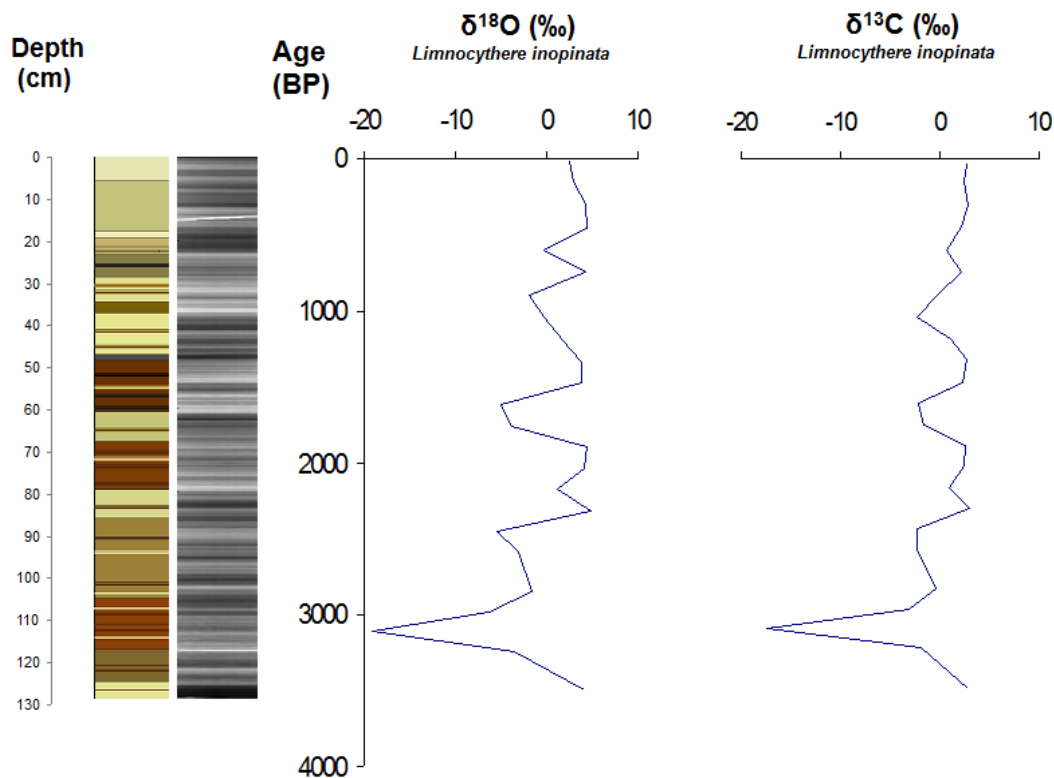 Depth
(cm)
0
10
20
30
40
50
60
70
80
90
100
110
120
130
Age
(BP)
δ¹⁸O (‰)
Limnocythere inopinata
-20 -10 0 10
0
1000
2000
3000
4000
δ¹³C (‰)
Limnocythere inopinata
-20 -10 0 10